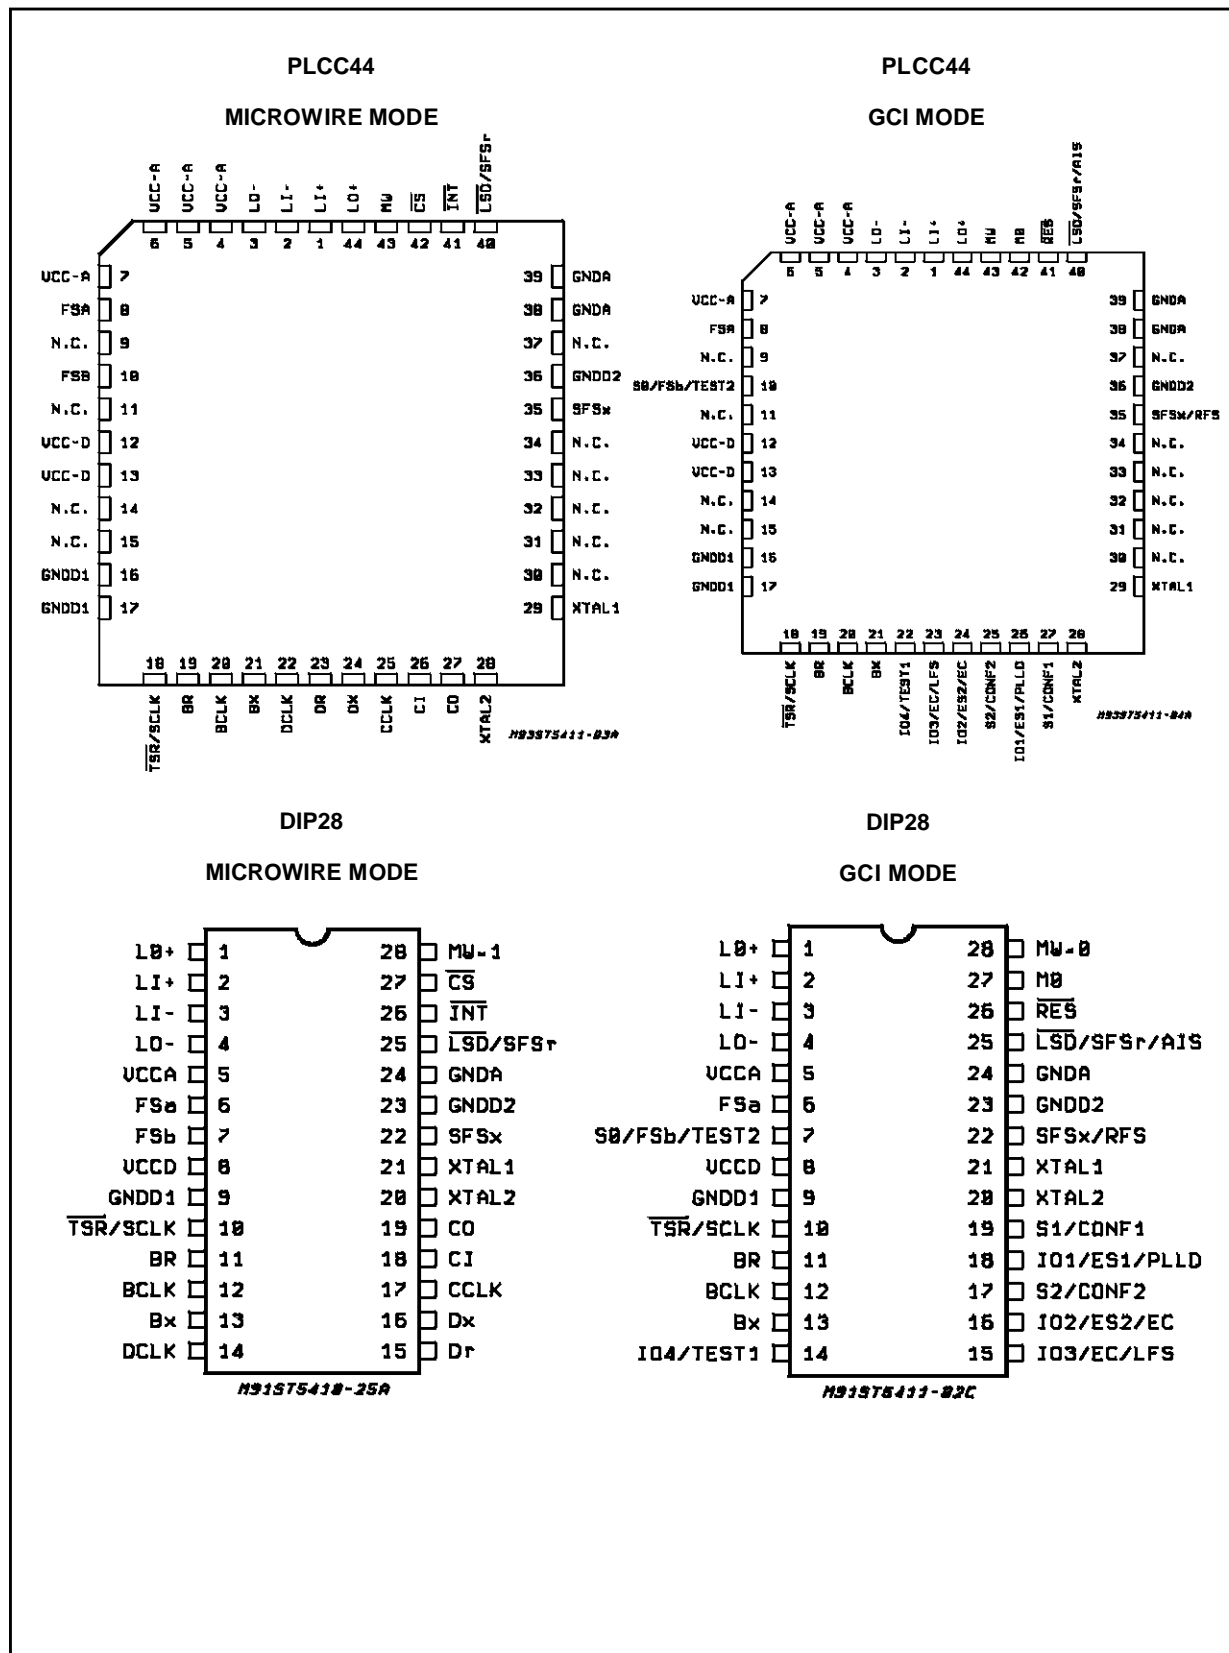 PLCC44
MICROWIRE MODE
VCC-A VCC-A VCC-A LO- LI- LI+ LO+ MW CS INT LSD/SFSr
6 5 4 3 2 1 44 43 42 41 40
VCC-A 7
FSA 8
N.C. 9
FSB 10
N.C. 11
VCC-D 12
VCC-D 13
N.C. 14
N.C. 15
GNDD1 16
GNDD1 17
39 GNDA
38 GNDA
37 N.C.
36 GNDD2
35 SFSx
34 N.C.
33 N.C.
32 N.C.
31 N.C.
30 N.C.
29 XTAL1
18 19 20 21 22 23 24 25 26 27 28
TSR/SCLK BR BCLK BX DCLK DR DX CCLK CI CO XTAL2
M93ST5411-03A
PLCC44
GCI MODE
VCC-A VCC-A VCC-A LO- LI- LI+ LO+ MW M0 RES LSD/SFSr/AIS
6 5 4 3 2 1 44 43 42 41 40
VCC-A 7
FSA 8
N.C. 9
S0/FSb/TEST2 10
N.C. 11
VCC-D 12
VCC-D 13
N.C. 14
N.C. 15
GNDD1 16
GNDD1 17
39 GNDA
38 GNDA
37 N.C.
36 GNDD2
35 SFSx/RFS
34 N.C.
33 N.C.
32 N.C.
31 N.C.
30 N.C.
29 XTAL1
18 19 20 21 22 23 24 25 26 27 28
TSR/SCLK BR BCLK BX IO4/TEST1 IO3/EC/LFS IO2/ES2/EC S2/CONF2 IO1/ES1/PLLD S1/CONF1 XTAL2
M93ST5411-04A
DIP28
MICROWIRE MODE
L0+ 1 28 MW-1
LI+ 2 27 CS
LI- 3 26 INT
LO- 4 25 LSD/SFSr
VCCA 5 24 GNDA
FSa 6 23 GNDD2
FSb 7 22 SFSx
VCCD 8 21 XTAL1
GNDD1 9 20 XTAL2
TSR/SCLK 10 19 CO
BR 11 18 CI
BCLK 12 17 CCLK
Bx 13 16 Dx
DCLK 14 15 Dr
M91ST5410-25A
DIP28
GCI MODE
L0+ 1 28 MW-0
LI+ 2 27 M0
LI- 3 26 RES
LO- 4 25 LSD/SFSr/AIS
VCCA 5 24 GNDA
FSa 6 23 GNDD2
S0/FSb/TEST2 7 22 SFSx/RFS
VCCD 8 21 XTAL1
GNDD1 9 20 XTAL2
TSR/SCLK 10 19 S1/CONF1
BR 11 18 IO1/ES1/PLLD
BCLK 12 17 S2/CONF2
Bx 13 16 IO2/ES2/EC
IO4/TEST1 14 15 IO3/EC/LFS
M91ST5411-02C